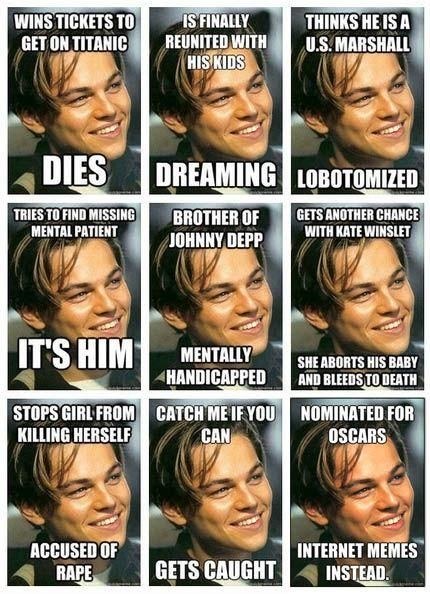 WINS TICKETS TO
GET ON TITANIC
DIES
IS FINALLY
REUNITED WITH
HIS KIDS
DREAMING
THINKS HE IS A
U.S. MARSHALL
LOBOTOMIZED
TRIES TO FIND MISSING
MENTAL PATIENT
IT'S HIM
BROTHER OF
JOHNNY DEPP
MENTALLY
HANDICAPPED
GETS ANOTHER CHANCE
WITH KATE WINSLET
SHE ABORTS HIS BABY
AND BLEEDS TO DEATH
STOPS GIRL FROM
KILLING HERSELF
ACCUSED OF
RAPE
CATCH ME IF YOU
CAN
GETS CAUGHT
NOMINATED FOR
OSCARS
INTERNET MEMES
INSTEAD.